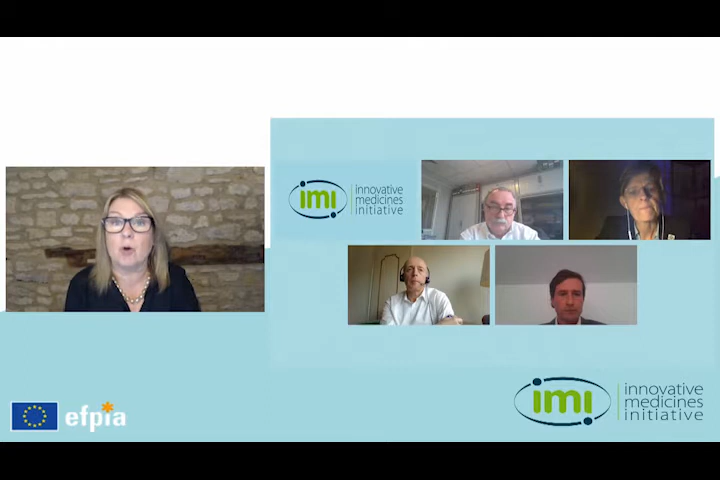 imi
innovative
medicines
initiative
efpia
imi
innovative
medicines
initiative